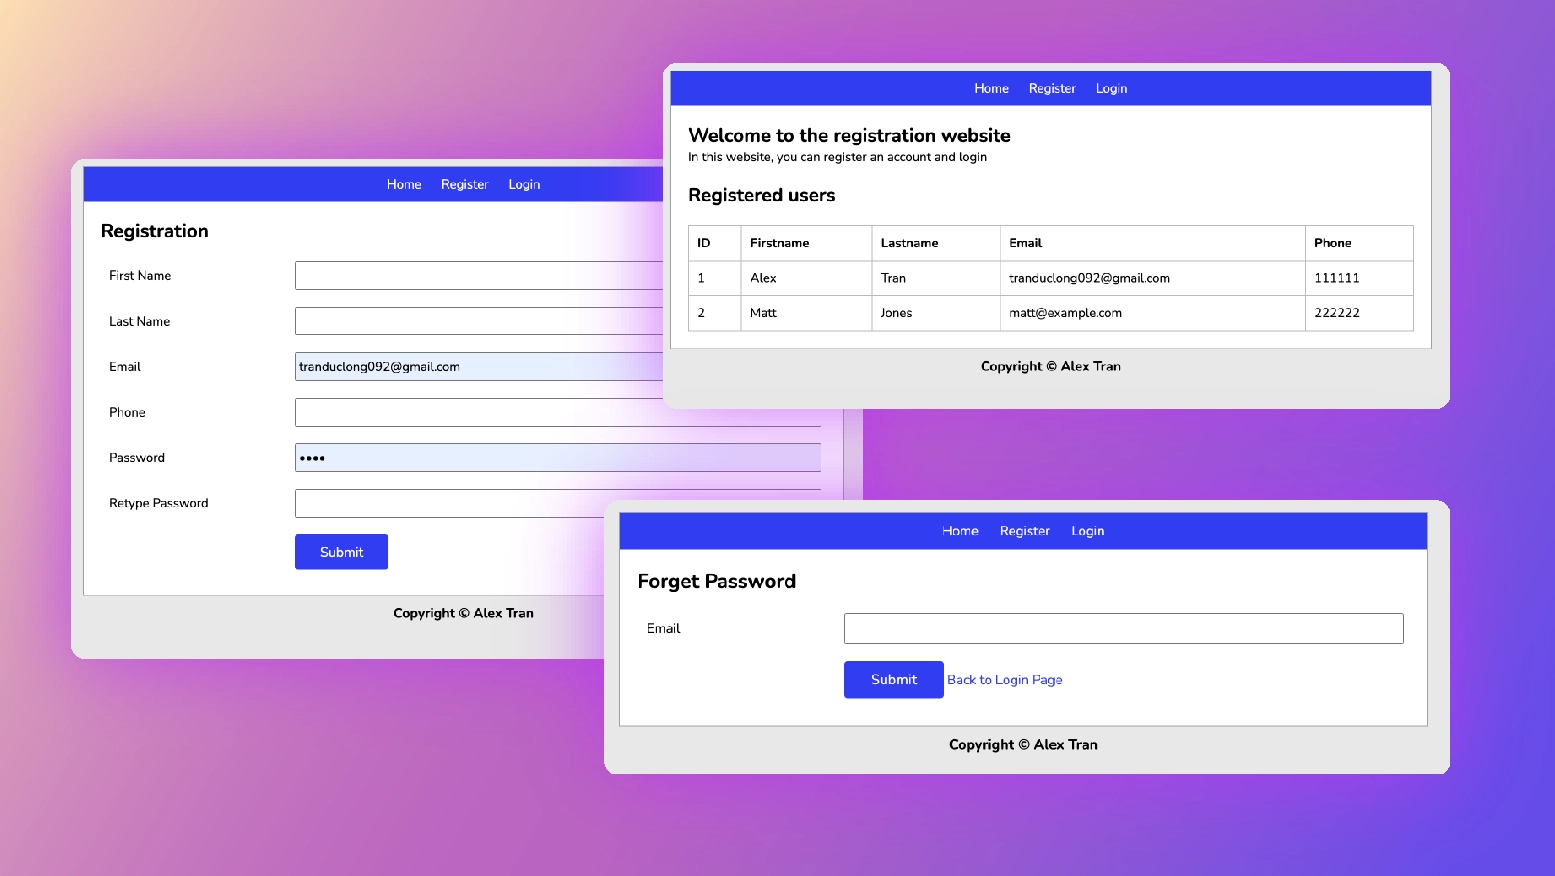 Home Register Login
Registration
First Name
Last Name
Email tranduclong092@gmail.com
Phone
Password ••••
Retype Password
Submit
Copyright © Alex Tran
Home Register Login
Welcome to the registration website
In this website, you can register an account and login
Registered users
ID Firstname Lastname Email Phone
1 Alex Tran tranduclong092@gmail.com 111111
2 Matt Jones matt@example.com 222222
Copyright © Alex Tran
Home Register Login
Forget Password
Email
Submit Back to Login Page
Copyright © Alex Tran